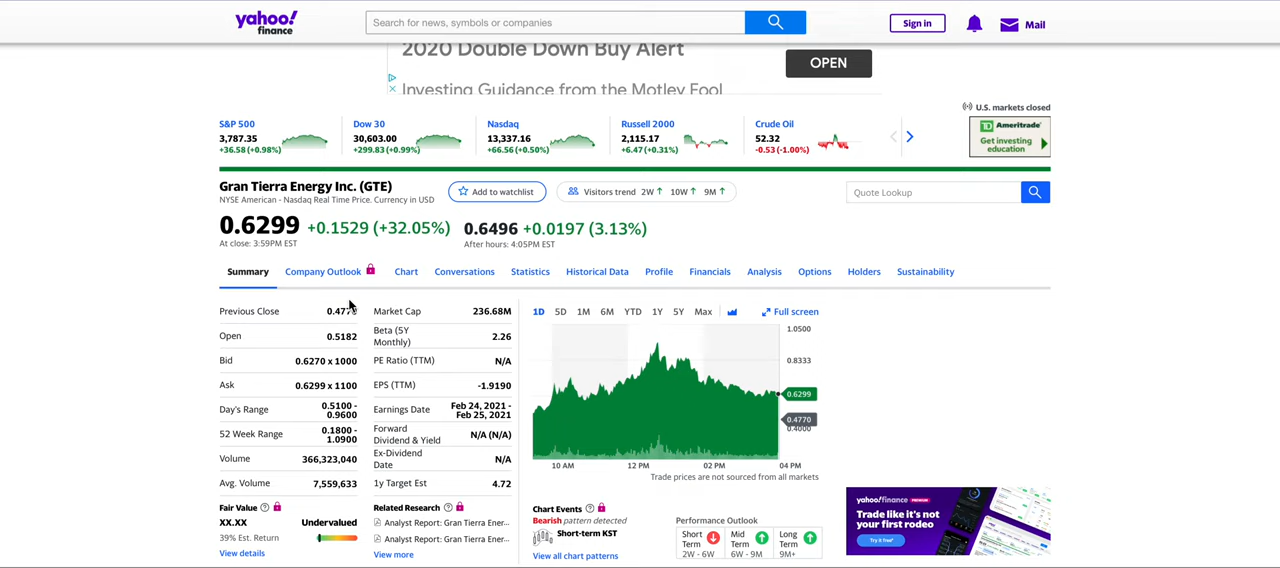 yahoo!
finance
Search for news, symbols or companies
Sign in
Mail
2020 Double Down Buy Alert
Investing Guidance from the Motley Fool
OPEN
U.S. markets closed
S&P 500
3,787.35
+36.58 (+0.98%)
Dow 30
30,603.00
+299.83 (+0.99%)
Nasdaq
13,337.16
+66.56 (+0.50%)
Russell 2000
2,115.17
+6.47 (+0.31%)
Crude Oil
52.32
-0.53 (-1.00%)
Ameritrade
Get investing
education
Gran Tierra Energy Inc. (GTE)
NYSE American - Nasdaq Real Time Price. Currency in USD
Add to watchlist
Visitors trend 2W↑ 10W↑ 9M↑
Quote Lookup
0.6299 +0.1529 (+32.05%)
At close: 3:59PM EST
0.6496 +0.0197 (3.13%)
After hours: 4:05PM EST
Summary Company Outlook Chart Conversations Statistics Historical Data Profile Financials Analysis Options Holders Sustainability
Previous Close
Open 0.5182
Bid 0.6270 x 1000
Ask 0.6299 x 1100
Day's Range 0.5100 -
0.9600
52 Week Range 0.1800 -
1.0900
Volume 366,323,040
Avg. Volume 7,559,633
Market Cap 236.68M
Beta (5Y
Monthly) 2.26
PE Ratio (TTM) N/A
EPS (TTM) -1.9190
Earnings Date Feb 24, 2021 -
Feb 25, 2021
Forward
Dividend & Yield N/A (N/A)
Ex-Dividend
Date N/A
1y Target Est 4.72
1D 5D 1M 6M YTD 1Y 5Y Max Full screen
1.0500
0.8333
0.6299
0.4770
0.4000
10 AM 12 PM 02 PM 04 PM
Trade prices are not sourced from all markets
Fair Value
XX.XX Undervalued
39% Est. Return
View details
Related Research
Analyst Report: Gran Tierra Ener...
Analyst Report: Gran Tierra Ener...
View more
Chart Events
Bearish pattern detected
Short-term KST
View all chart patterns
Performance Outlook
Short
Term
2W - 6W
Mid
Term
6W - 9M
Long
Term
9M+
yahoo!finance PREMIUM
Trade like it's not
your first rodeo
Try it free*